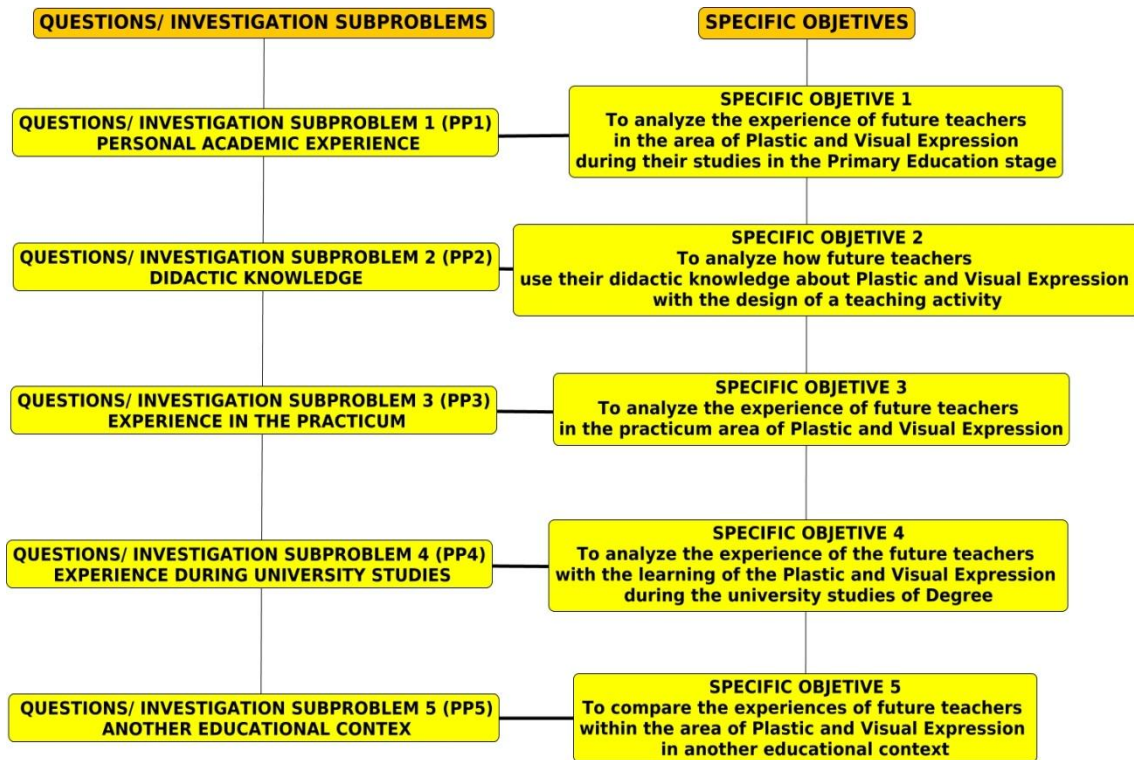 QUESTIONS/ INVESTIGATION SUBPROBLEMS
SPECIFIC OBJETIVES
QUESTIONS/ INVESTIGATION SUBPROBLEM 1 (PP1)
PERSONAL ACADEMIC EXPERIENCE
SPECIFIC OBJETIVE 1
To analyze the experience of future teachers
in the area of Plastic and Visual Expression
during their studies in the Primary Education stage
QUESTIONS/ INVESTIGATION SUBPROBLEM 2 (PP2)
DIDACTIC KNOWLEDGE
SPECIFIC OBJETIVE 2
To analyze how future teachers
use their didactic knowledge about Plastic and Visual Expression
with the design of a teaching activity
QUESTIONS/ INVESTIGATION SUBPROBLEM 3 (PP3)
EXPERIENCE IN THE PRACTICUM
SPECIFIC OBJETIVE 3
To analyze the experience of future teachers
in the practicum area of Plastic and Visual Expression
QUESTIONS/ INVESTIGATION SUBPROBLEM 4 (PP4)
EXPERIENCE DURING UNIVERSITY STUDIES
SPECIFIC OBJETIVE 4
To analyze the experience of the future teachers
with the learning of the Plastic and Visual Expression
during the university studies of Degree
QUESTIONS/ INVESTIGATION SUBPROBLEM 5 (PP5)
ANOTHER EDUCATIONAL CONTEX
SPECIFIC OBJETIVE 5
To compare the experiences of future teachers
within the area of Plastic and Visual Expression
in another educational context